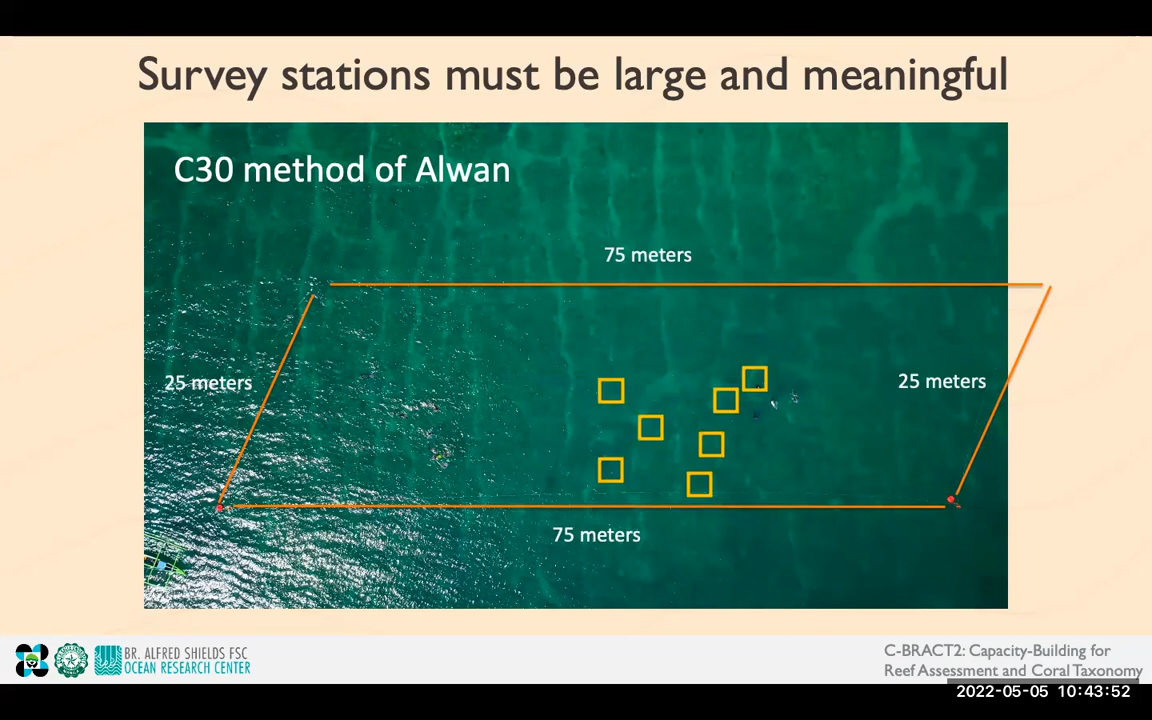 Survey stations must be large and meaningful
C30 method of Alwan
75 meters
25 meters
25 meters
75 meters
BR. ALFRED SHIELDS FSC
OCEAN RESEARCH CENTER
C-BRACT2: Capacity-Building for
Reef Assessment and Coral Taxonomy
2022-05-05 10:43:52